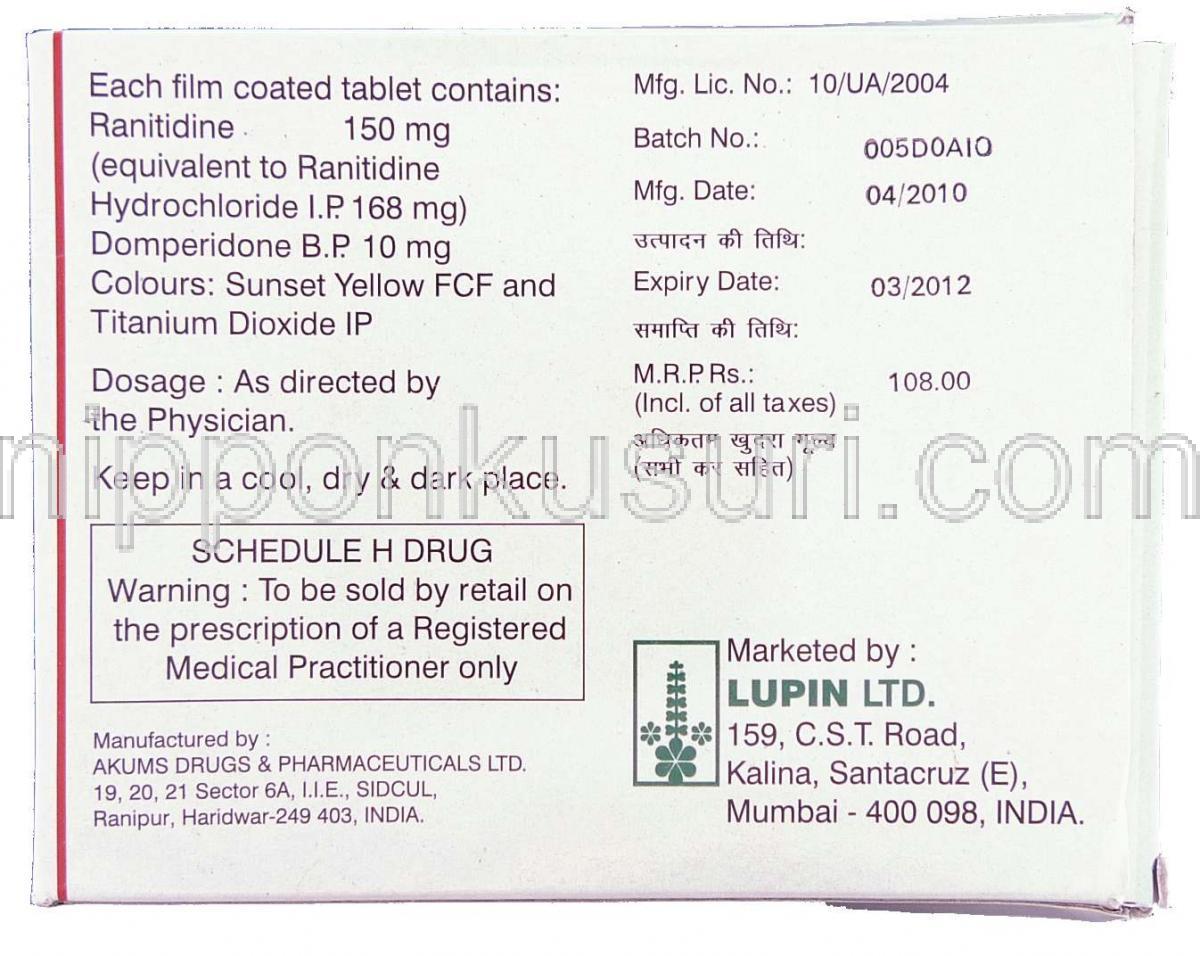 Each film coated tablet contains:
Ranitidine 150 mg
(equivalent to Ranitidine
Hydrochloride I.P. 168 mg)
Domperidone B.P. 10 mg
Colours: Sunset Yellow FCF and
Titanium Dioxide IP
Dosage : As directed by
the Physician.
Keep in a cool, dry & dark place.
SCHEDULE H DRUG
Warning : To be sold by retail on
the prescription of a Registered
Medical Practitioner only
Manufactured by :
AKUMS DRUGS & PHARMACEUTICALS LTD.
19, 20, 21 Sector 6A, I.I.E., SIDCUL,
Ranipur, Haridwar-249 403, INDIA.
Mfg. Lic. No.: 10/UA/2004
Batch No.: 005D0A10
Mfg. Date: 04/2010
उत्पादन की तिथि:
Expiry Date: 03/2012
समाप्ति की तिथि:
M.R.P. Rs.: 108.00
(Incl. of all taxes)
अधिकतम खुदरा मूल्य
(सभी कर सहित)
Marketed by :
LUPIN LTD.
159, C.S.T. Road,
Kalina, Santacruz (E),
Mumbai - 400 098, INDIA.
nipponkusuri.com